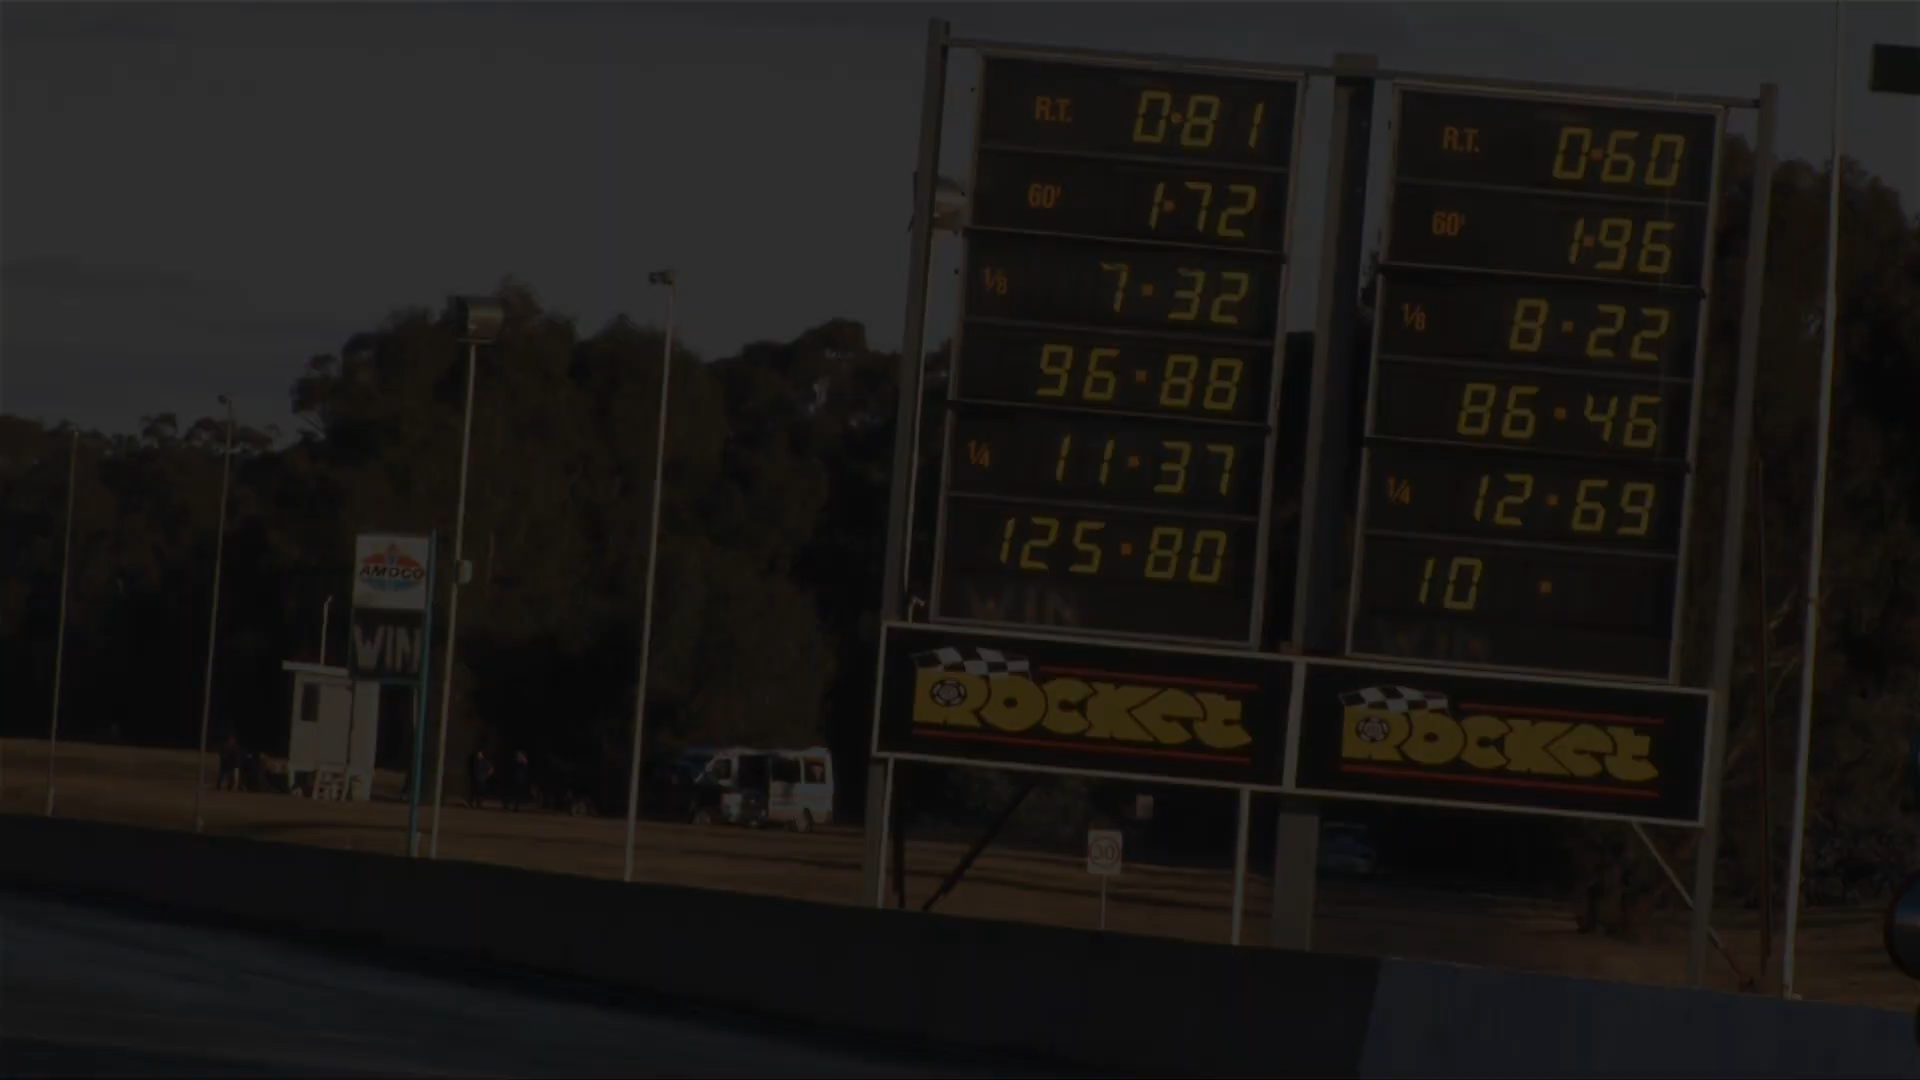 R.T. 0.81
60' 1.72
1/8 7.32
96.88
1/4 11.37
125.80
WIN
R.T. 0.60
60' 1.96
1/8 8.22
86.46
1/4 12.69
10 .
WIN
ROCKET
ROCKET
AMOCO
WIN
30